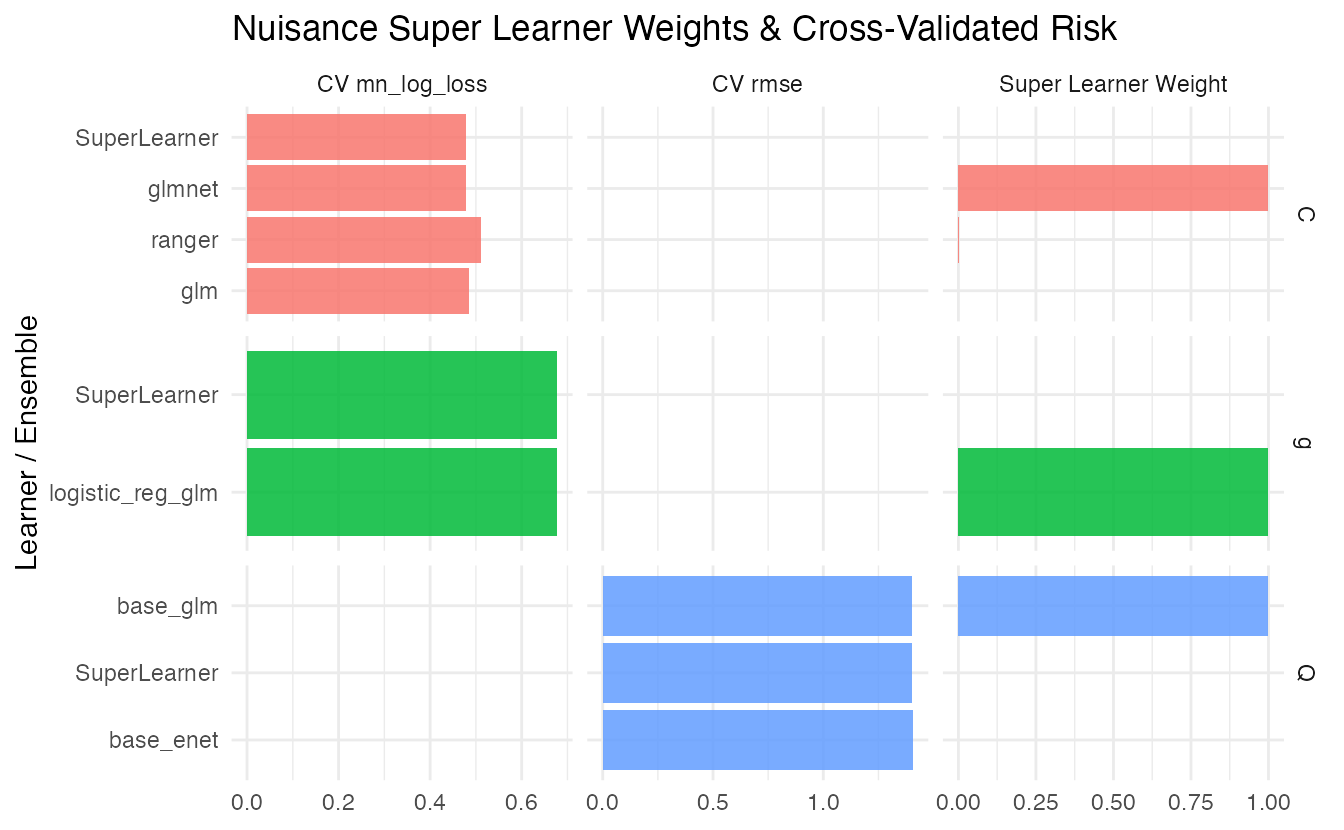 Nuisance Super Learner Weights & Cross-Validated Risk
CV mn_log_loss
CV rmse
Super Learner Weight
Learner / Ensemble
SuperLearner
glmnet
ranger
glm
C
SuperLearner
logistic_reg_glm
g
base_glm
SuperLearner
base_enet
Q
0.0 0.2 0.4 0.6
0.0 0.5 1.0
0.00 0.25 0.50 0.75 1.00